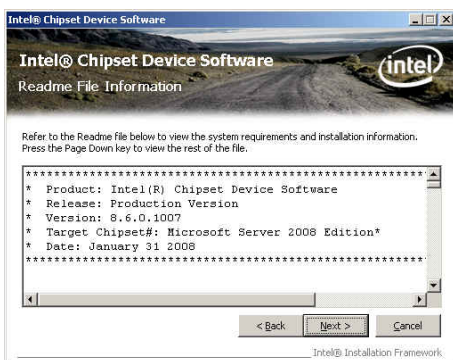 Intel® Chipset Device Software
Intel® Chipset Device Software
Readme File Information
intel
Refer to the Readme file below to view the system requirements and installation information.
Press the Page Down key to view the rest of the file.
************************************************
* Product: Intel(R) Chipset Device Software
* Release: Production Version
* Version: 8.6.0.1007
* Target Chipset#: Microsoft Server 2008 Edition*
* Date: January 31 2008
************************************************
< Back Next > Cancel
Intel® Installation Framework